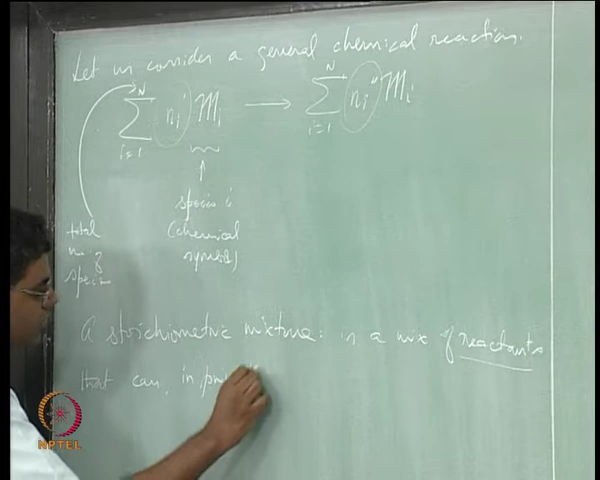 Let us consider a general chemical reaction.
N N
∑ nᵢ' 𝔐ᵢ ⟶ ∑ nᵢ'' 𝔐ᵢ
i=1 i=1
species i
(chemical
symbol)
total
no. of
species
A stoichiometric mixture: is a mix of reactants
that can, in
NPTEL